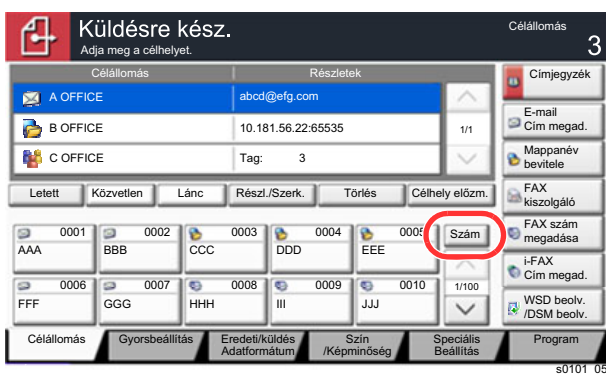 Küldésre kész.
Adja meg a célhelyet.
Célállomás
3
Célállomás Részletek
A OFFICE abcd@efg.com
B OFFICE 10.181.56.22:65535
C OFFICE Tag: 3
1/1
Címjegyzék
E-mail
Cím megad.
Mappanév
bevitele
FAX
kiszolgáló
FAX szám
megadása
i-FAX
Cím megad.
WSD beolv.
/DSM beolv.
Letett Közvetlen Lánc Részl./Szerk. Törlés Célhely előzm.
0001 0002 0003 0004 0005 Szám
AAA BBB CCC DDD EEE
0006 0007 0008 0009 0010 1/100
FFF GGG HHH III JJJ
Célállomás Gyorsbeállítás Eredeti/küldés
Adatformátum Szín
/Képminőség Speciális
Beállítás Program
s0101_05